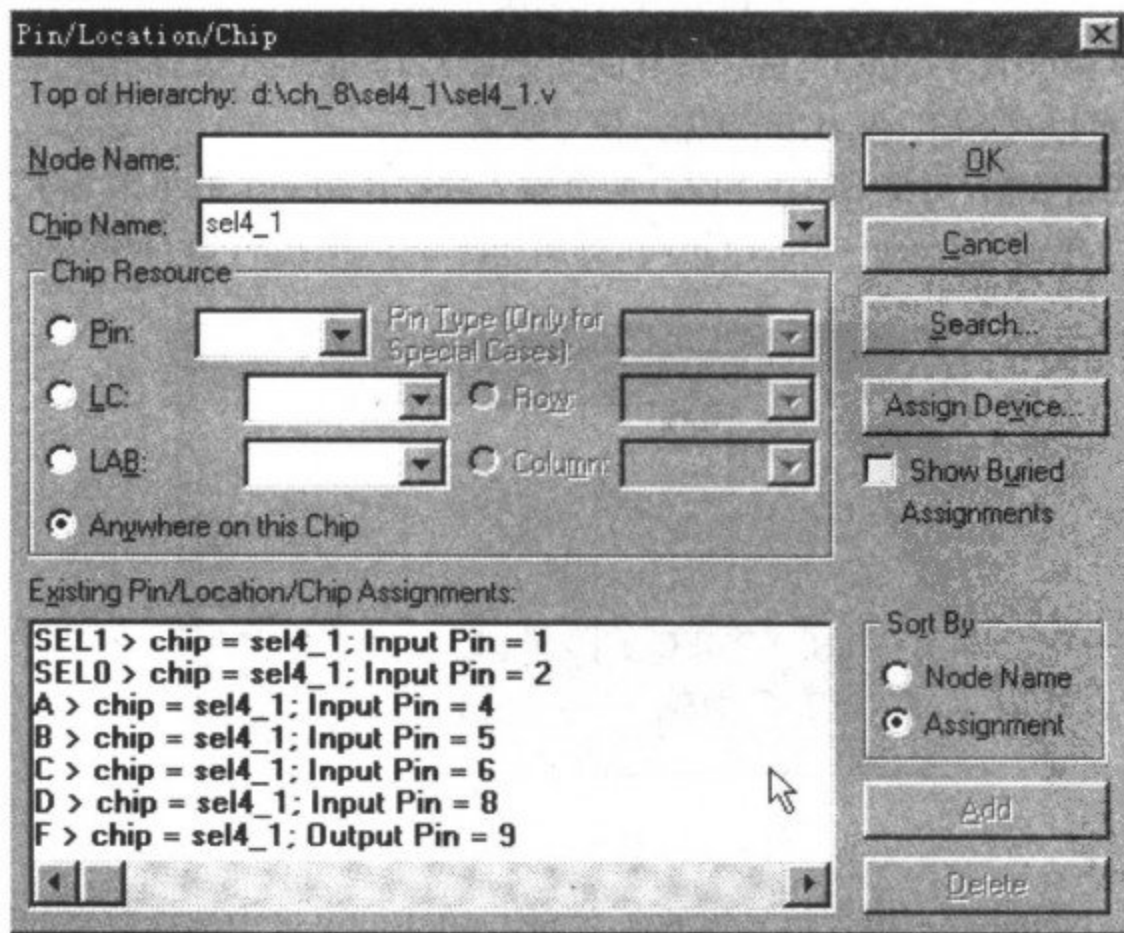 Pin/Location/Chip
Top of Hierarchy: d:\ch_8\sel4_1\sel4_1.v
Node Name:
OK
Chip Name: sel4_1
Cancel
Chip Resource
Pin:
Pin Type (Only for
Special Cases):
Search...
LC:
Row:
Assign Device...
LAB:
Column:
Show Buried
Assignments
Anywhere on this Chip
Existing Pin/Location/Chip Assignments:
SEL1 > chip = sel4_1; Input Pin = 1
SEL0 > chip = sel4_1; Input Pin = 2
A > chip = sel4_1; Input Pin = 4
B > chip = sel4_1; Input Pin = 5
C > chip = sel4_1; Input Pin = 6
D > chip = sel4_1; Input Pin = 8
F > chip = sel4_1; Output Pin = 9
Sort By
Node Name
Assignment
Add
Delete